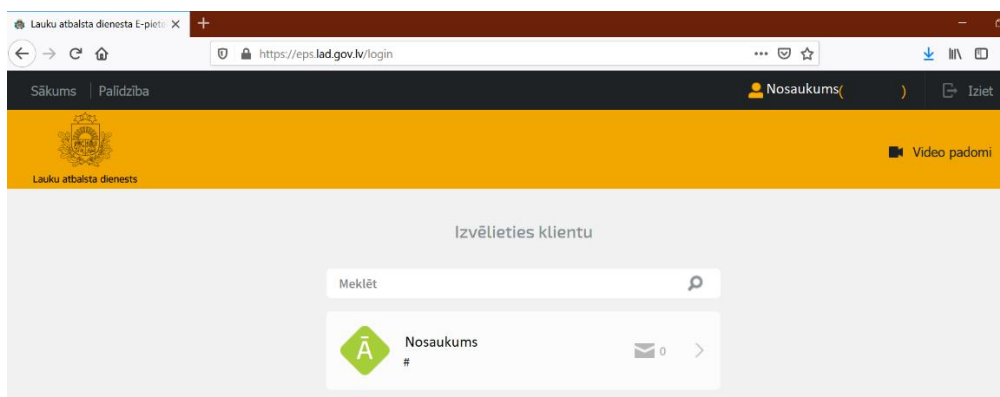 Lauku atbalsta dienesta E-piete
https://eps.lad.gov.lv/login
Sākums | Palīdzība
Nosaukums( )
Iziet
Lauku atbalsta dienests
Video padomi
Izvēlieties klientu
Meklēt
Ā
Nosaukums
#
0